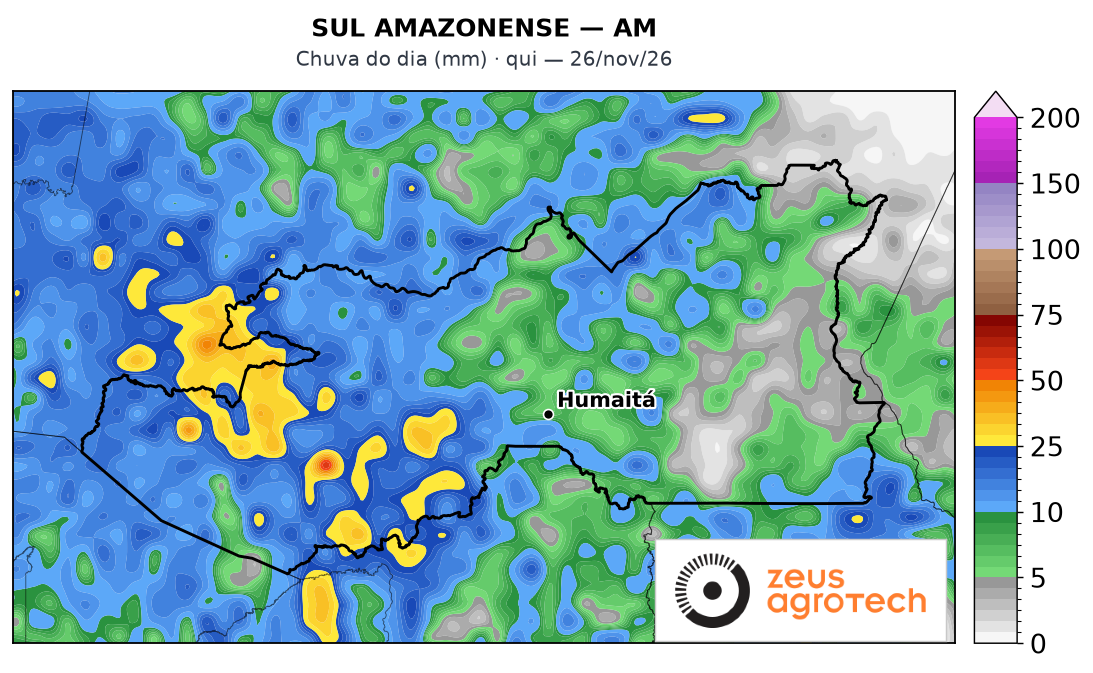 SUL AMAZONENSE — AM
Chuva do dia (mm) · qui — 26/nov/26
200
150
100
75
50
25
10
5
0
Humaitá
zeus
agrotech